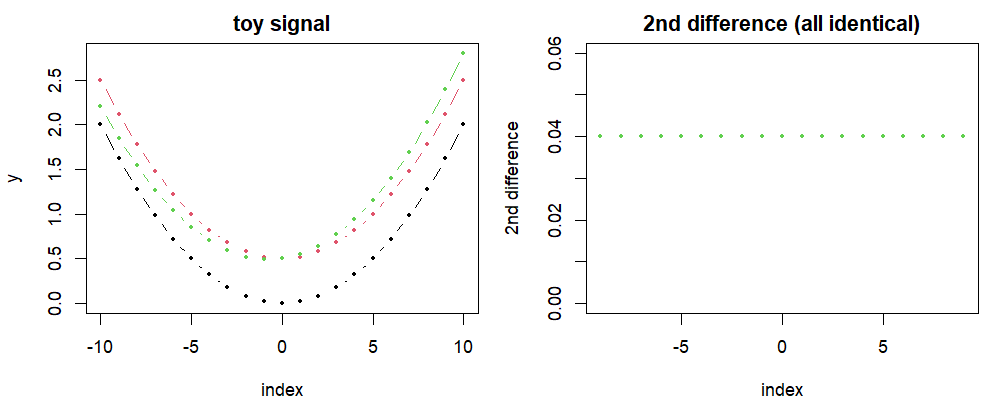 toy signal
y
2.5
2.0
1.5
1.0
0.5
0.0
-10 -5 0 5 10
index
2nd difference (all identical)
2nd difference
0.06
0.04
0.02
0.00
-5 0 5
index